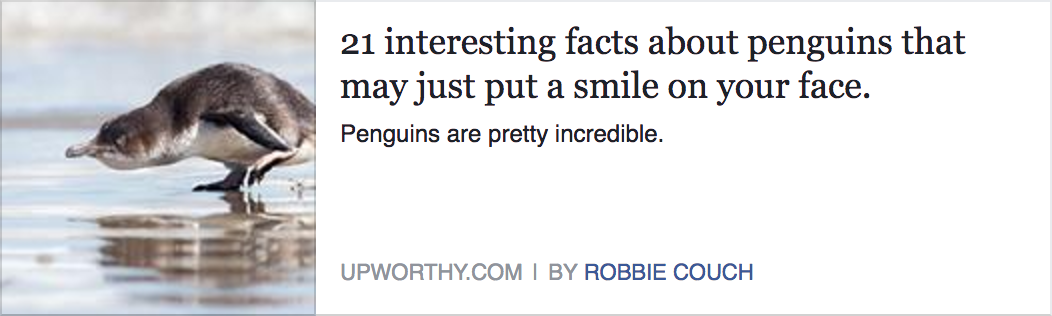 21 interesting facts about penguins that
may just put a smile on your face.
Penguins are pretty incredible.
UPWORTHY.COM | BY ROBBIE COUCH